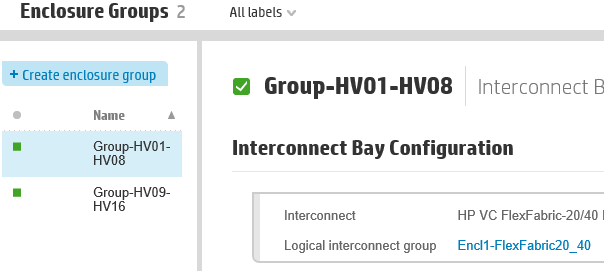 Enclosure Groups 2
All labels
+ Create enclosure group
Name
Group-HV01-
HV08
Group-HV09-
HV16
Group-HV01-HV08
Interconnect B
Interconnect Bay Configuration
Interconnect HP VC FlexFabric-20/40
Logical interconnect group Encl1-FlexFabric20_40